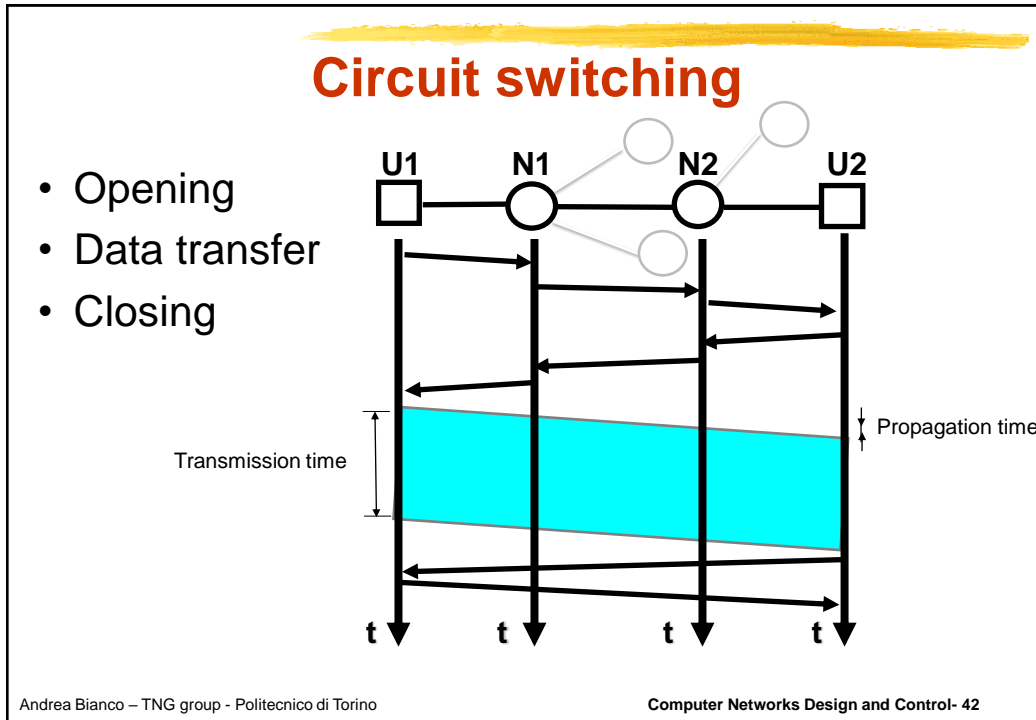 Circuit switching
• Opening
• Data transfer
• Closing
U1 N1 N2 U2
Propagation time
Transmission time
t t t t
Andrea Bianco – TNG group - Politecnico di Torino
Computer Networks Design and Control- 42